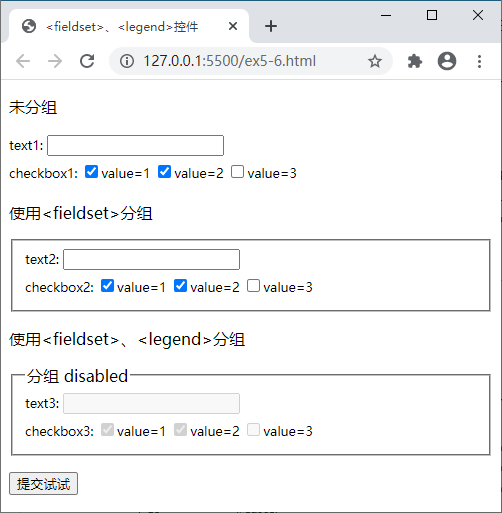 <fieldset>、<legend>控件
127.0.0.1:5500/ex5-6.html
未分组
text1:
checkbox1: value=1 value=2 value=3
使用<fieldset>分组
text2:
checkbox2: value=1 value=2 value=3
使用<fieldset>、<legend>分组
分组 disabled
text3:
checkbox3: value=1 value=2 value=3
提交试试